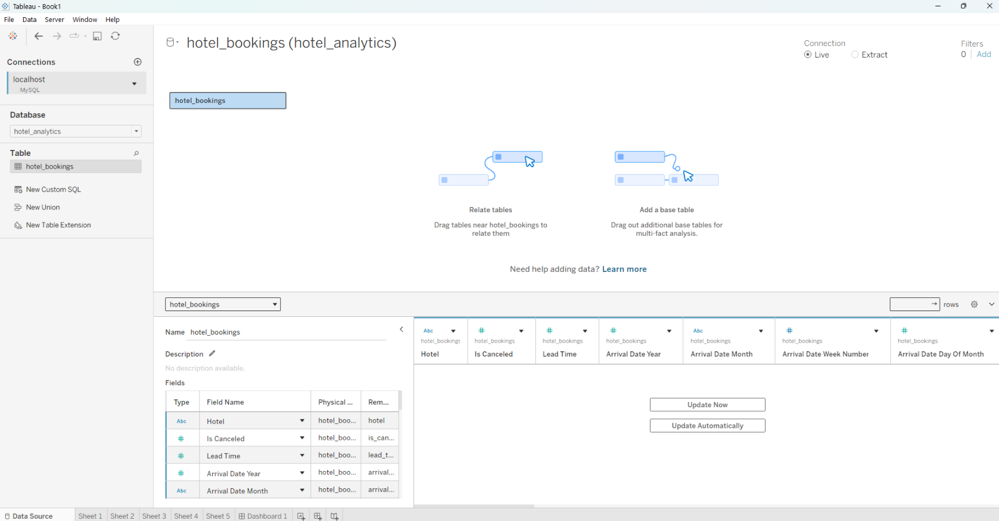 Tableau - Book1
File Data Server Window Help
Connections
localhost
MySQL
Database
hotel_analytics
Table
hotel_bookings
New Custom SQL
New Union
New Table Extension
hotel_bookings (hotel_analytics)
Connection
Live Extract
Filters
0 Add
hotel_bookings
Relate tables
Drag tables near hotel_bookings to
relate them
Add a base table
Drag out additional base tables for
multi-fact analysis.
Need help adding data? Learn more
hotel_bookings
rows
Name hotel_bookings
Description
No description available.
Fields
Type Field Name Physical ... Rem...
Abc Hotel hotel_boo... hotel
# Is Canceled hotel_boo... is_can...
# Lead Time hotel_boo... lead_t...
# Arrival Date Year hotel_boo... arrival...
Abc Arrival Date Month hotel_boo... arrival...
Abc # # # Abc # #
hotel_bookings hotel_bookings hotel_bookings hotel_bookings hotel_bookings hotel_bookings hotel_bookings
Hotel Is Canceled Lead Time Arrival Date Year Arrival Date Month Arrival Date Week Number Arrival Date Day Of Month
Update Now
Update Automatically
Data Source Sheet 1 Sheet 2 Sheet 3 Sheet 4 Sheet 5 Dashboard 1